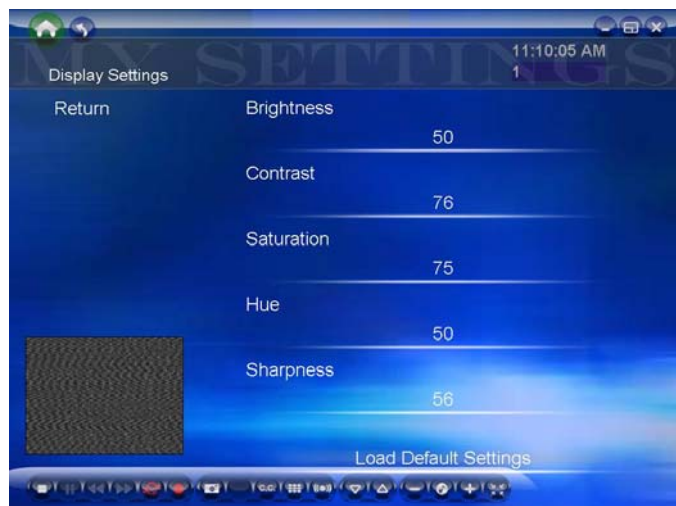 MY SETTINGS
11:10:05 AM
1
Display Settings
Return
Brightness
50
Contrast
76
Saturation
75
Hue
50
Sharpness
56
Load Default Settings
C.C.